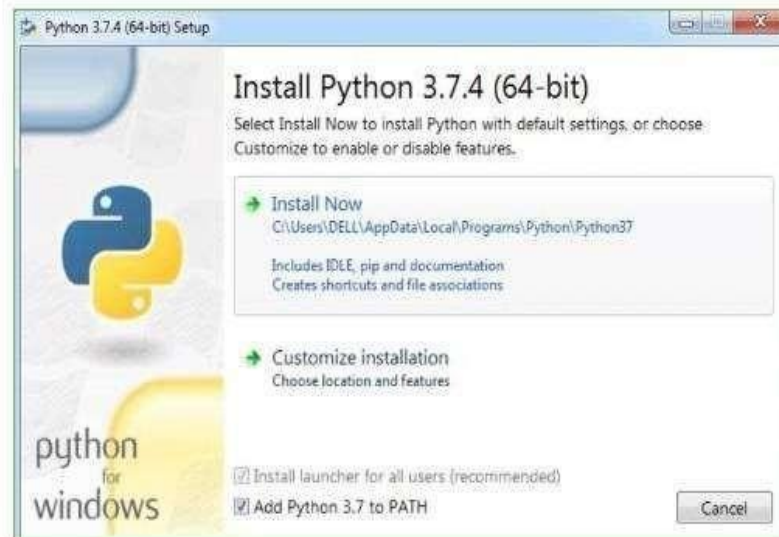 Python 3.7.4 (64-bit) Setup
Install Python 3.7.4 (64-bit)
Select Install Now to install Python with default settings, or choose
Customize to enable or disable features.
Install Now
C:\Users\DELL\AppData\Local\Programs\Python\Python37
Includes IDLE, pip and documentation
Creates shortcuts and file associations
Customize installation
Choose location and features
python
for
windows
Install launcher for all users (recommended)
Add Python 3.7 to PATH
Cancel